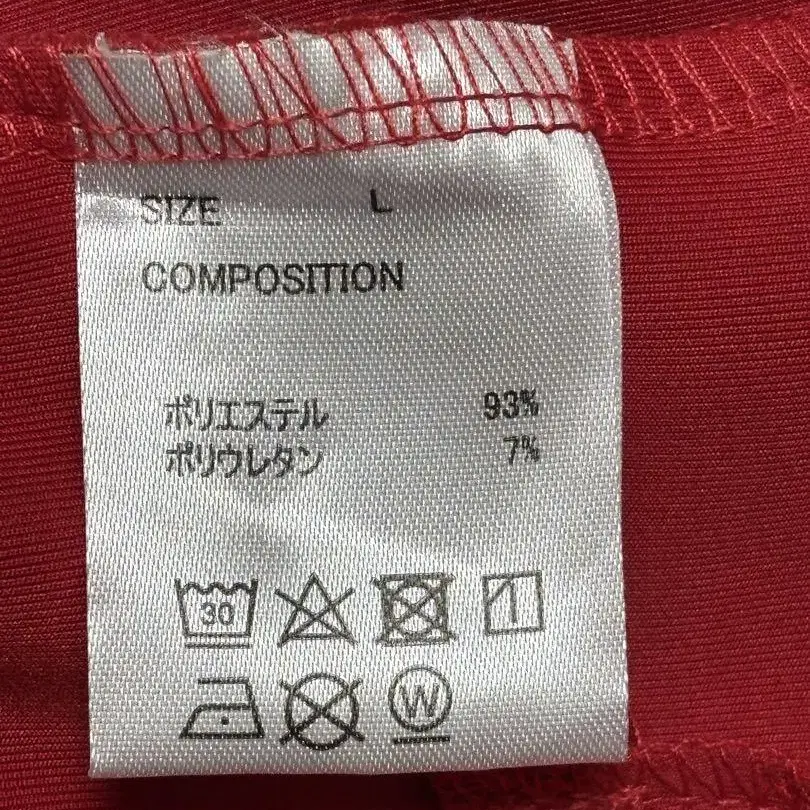 SIZE L
COMPOSITION
ポリエステル 93%
ポリウレタン 7%
30
W